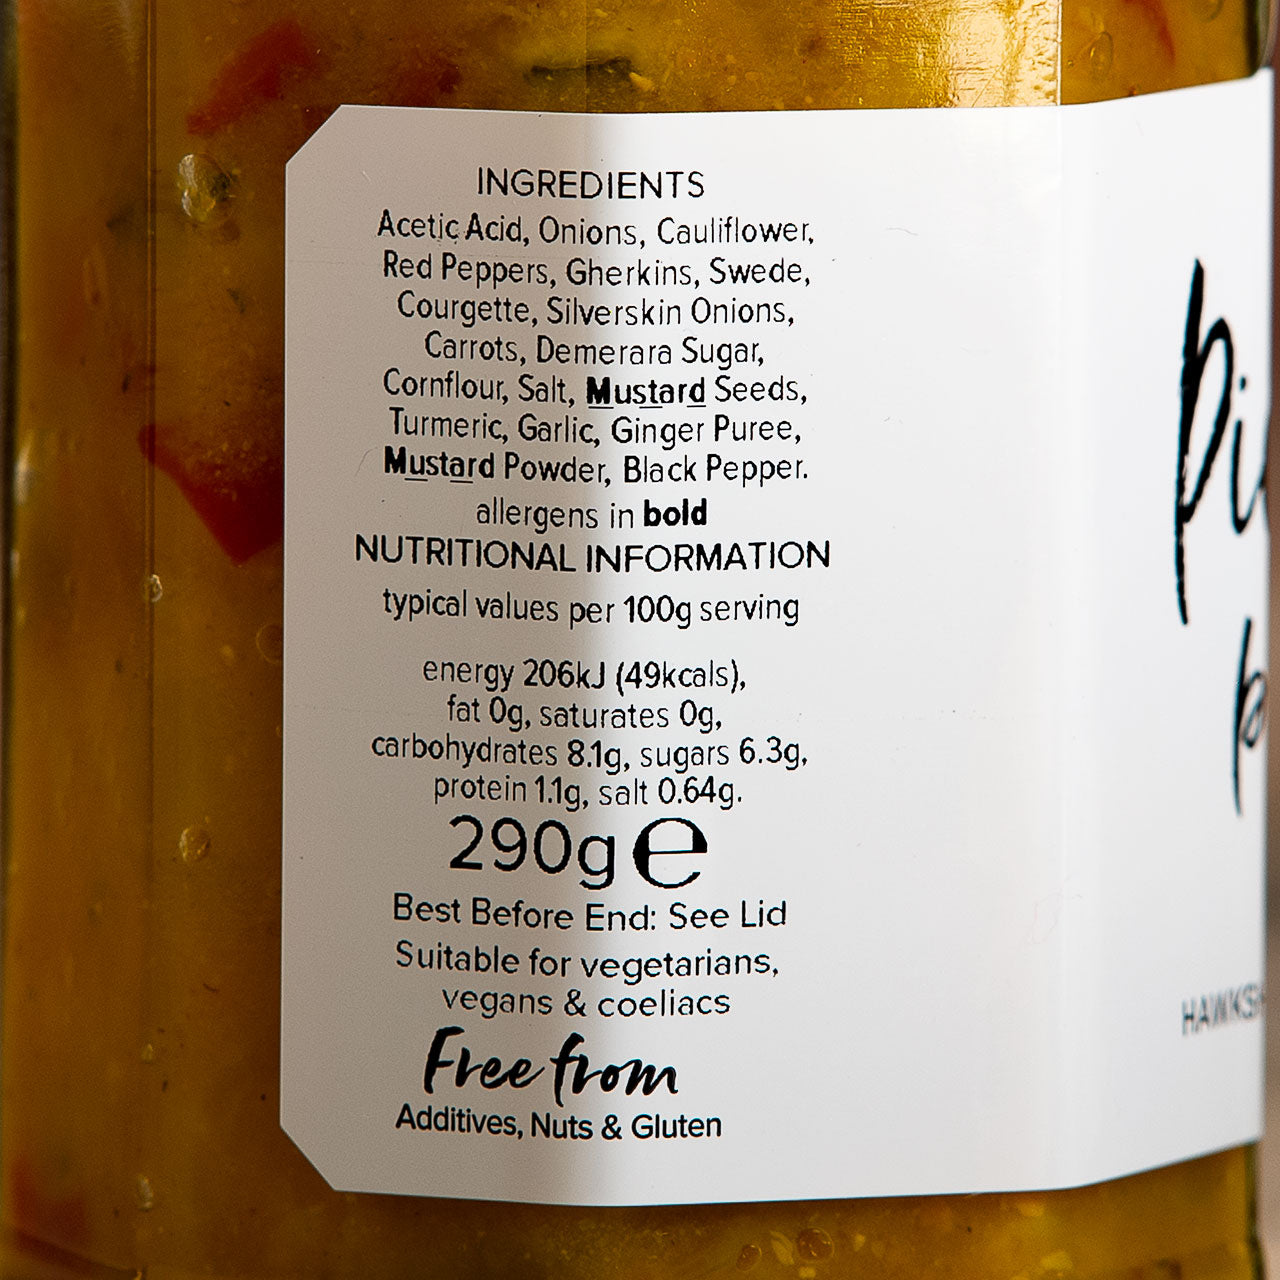 INGREDIENTS
Acetic Acid, Onions, Cauliflower,
Red Peppers, Gherkins, Swede,
Courgette, Silverskin Onions,
Carrots, Demerara Sugar,
Cornflour, Salt, Mustard Seeds,
Turmeric, Garlic, Ginger Puree,
Mustard Powder, Black Pepper.
allergens in bold
NUTRITIONAL INFORMATION
typical values per 100g serving
energy 206kJ (49kcals),
fat 0g, saturates 0g,
carbohydrates 8.1g, sugars 6.3g,
protein 1.1g, salt 0.64g.
290g e
Best Before End: See Lid
Suitable for vegetarians,
vegans & coeliacs
Free from
Additives, Nuts & Gluten